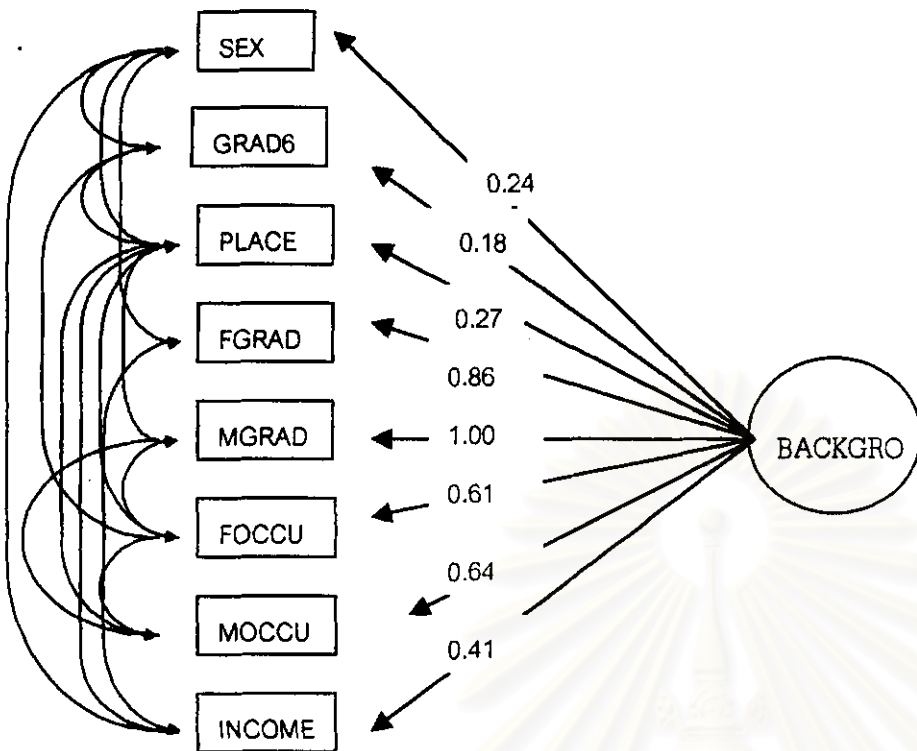 SEX
0.24
GRAD6
0.18
PLACE
0.27
FGRAD
0.86
MGRAD
1.00
BACKGRO
0.61
FOCCU
0.64
MOCCU
0.41
INCOME